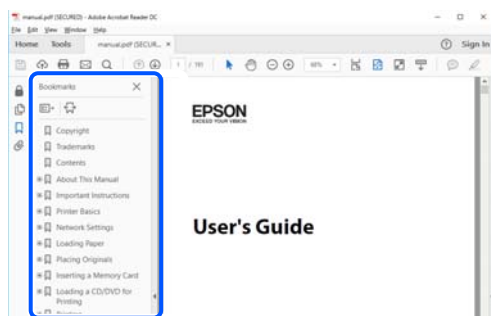 manual.pdf (SECURED) - Adobe Acrobat Reader DC
File Edit View Window Help
Home Tools manual.pdf (SECUR... × Sign In
1 / 191
Bookmarks
Copyright
Trademarks
Contents
About This Manual
Important Instructions
Printer Basics
Network Settings
Loading Paper
Placing Originals
Inserting a Memory Card
Loading a CD/DVD for
Printing
EPSON
EXCEED YOUR VISION
User's Guide